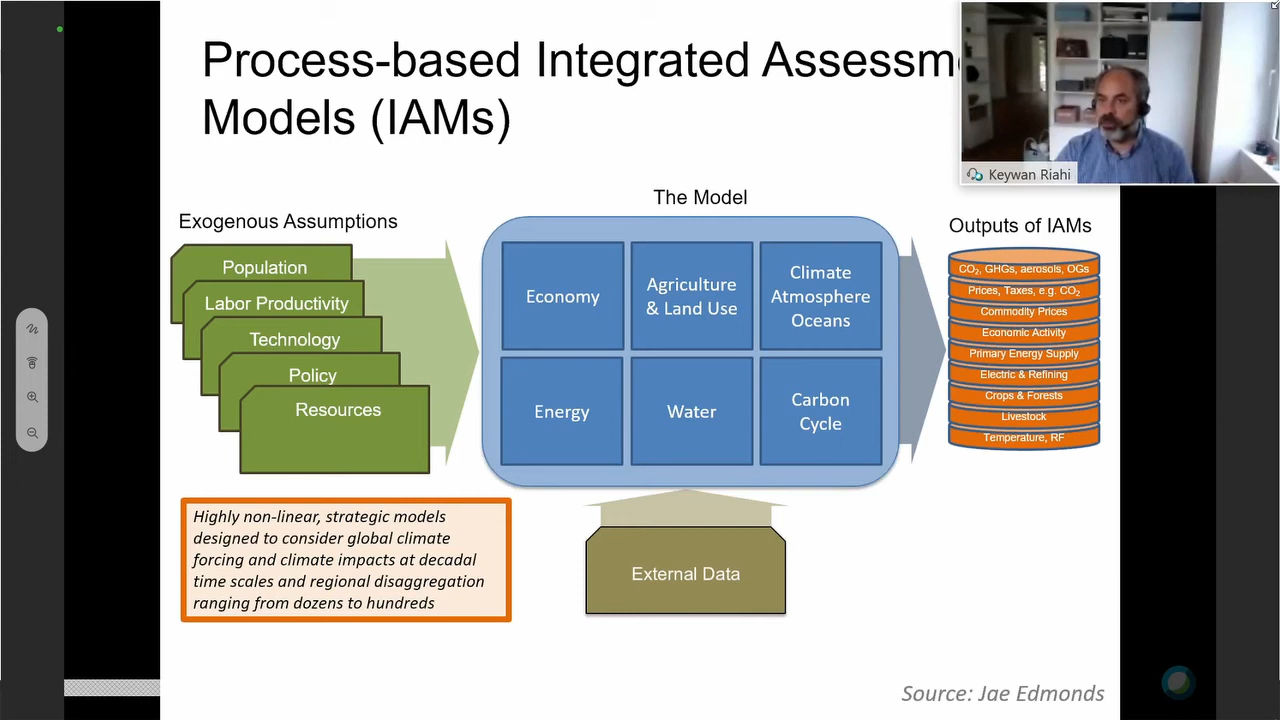 Process-based Integrated Assessm
Models (IAMs)
Keywan Riahi
The Model
Exogenous Assumptions
Outputs of IAMs
Population
Labor Productivity
Technology
Policy
Resources
Economy
Agriculture
& Land Use
Climate
Atmosphere
Oceans
Energy
Water
Carbon
Cycle
CO₂, GHGs, aerosols, OGs
Prices, Taxes, e.g. CO₂
Commodity Prices
Economic Activity
Primary Energy Supply
Electric & Refining
Crops & Forests
Livestock
Temperature, RF
Highly non-linear, strategic models
designed to consider global climate
forcing and climate impacts at decadal
time scales and regional disaggregation
ranging from dozens to hundreds
External Data
Source: Jae Edmonds